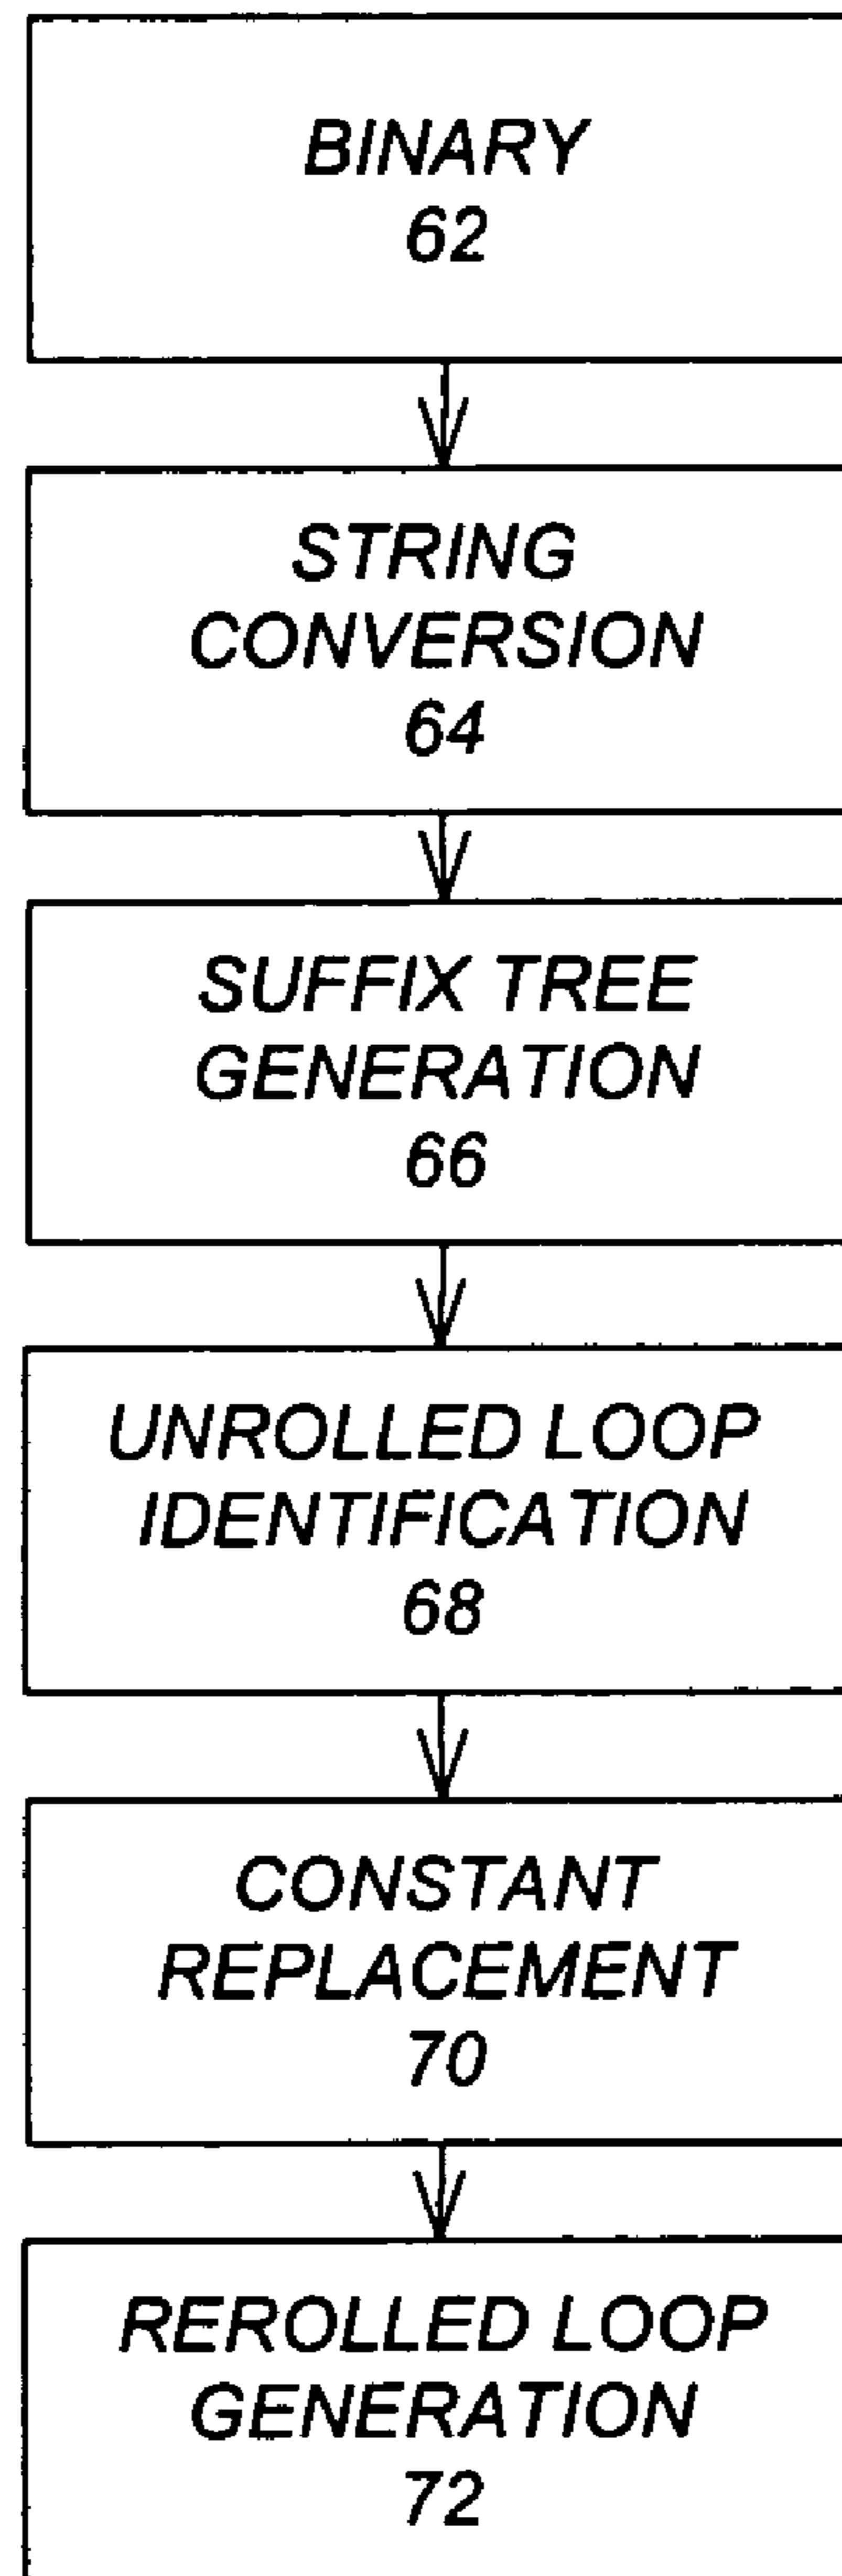 BINARY
62
STRING
CONVERSION
64
SUFFIX TREE
GENERATION
66
UNROLLED LOOP
IDENTIFICATION
68
CONSTANT
REPLACEMENT
70
REROLLED LOOP
GENERATION
72